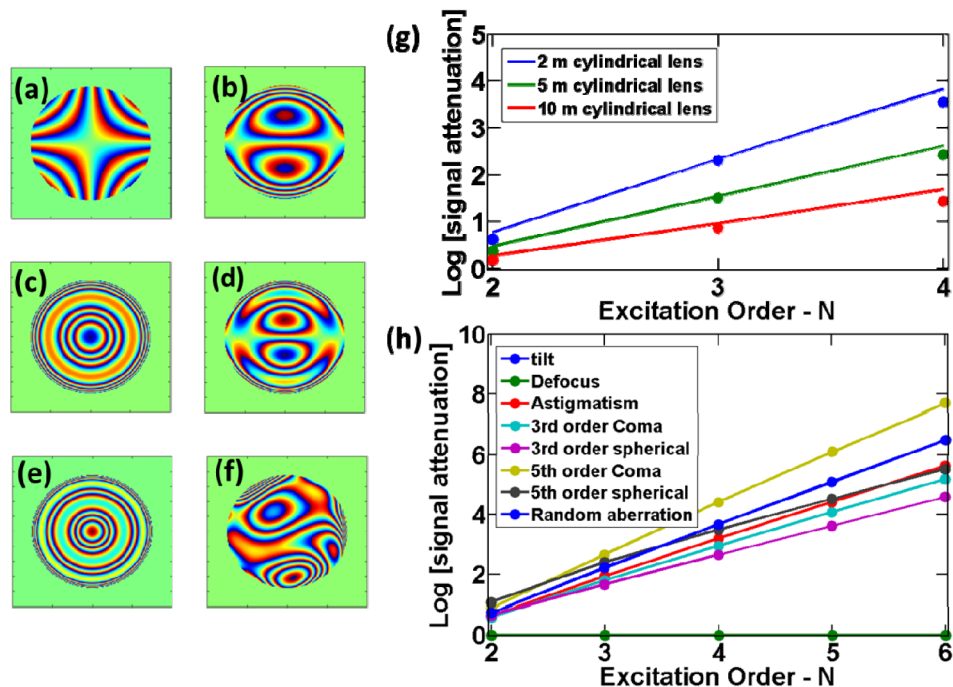 (a)
(b)
(c)
(d)
(e)
(f)
(g)
Log [signal attenuation]
5
4
3
2
1
0
2 m cylindrical lens
5 m cylindrical lens
10 m cylindrical lens
2
3
4
Excitation Order - N
(h)
Log [signal attenuation]
10
8
6
4
2
0
tilt
Defocus
Astigmatism
3rd order Coma
3rd order spherical
5th order Coma
5th order spherical
Random aberration
2
3
4
5
6
Excitation Order - N